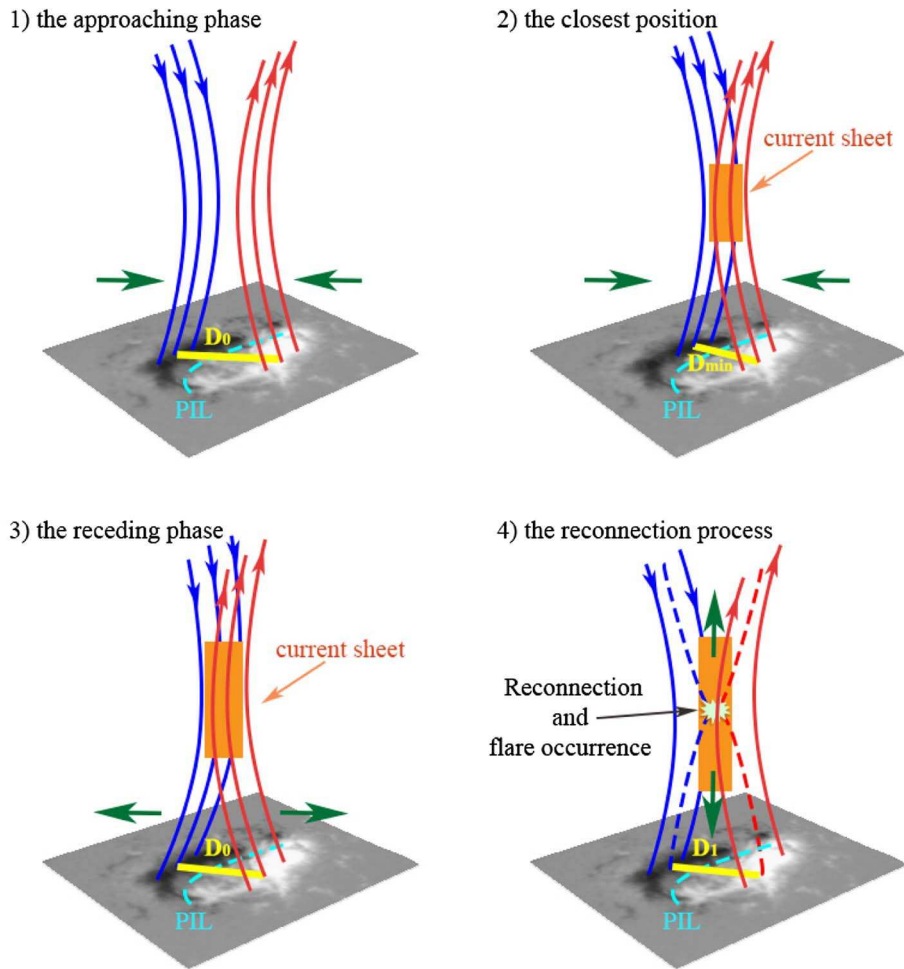 1) the approaching phase
D0
PIL
2) the closest position
current sheet
Dmin
PIL
3) the receding phase
current sheet
D0
PIL
4) the reconnection process
Reconnection
and
flare occurrence
D1
PIL